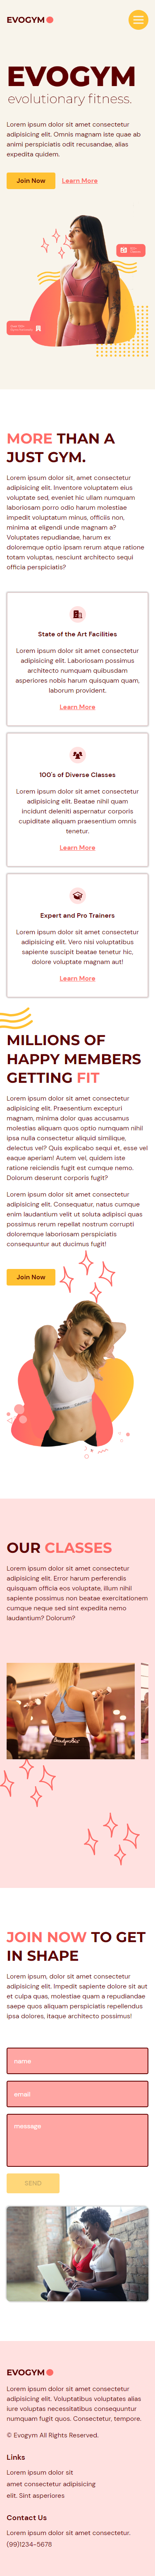 EVOGYM
EVOGYM
evolutionary fitness.
Lorem ipsum dolor sit amet consectetur
adipisicing elit. Omnis magnam iste quae ab
animi perspiciatis odit recusandae, alias
expedita quidem.
Join Now
Learn More
MORE THAN A
JUST GYM.
Lorem ipsum dolor sit, amet consectetur
adipisicing elit. Inventore voluptatem eius
voluptate sed, eveniet hic ullam numquam
laboriosam porro odio harum molestiae
impedit voluptatum minus, officiis non,
minima at eligendi unde magnam a?
Voluptates repudiandae, harum ex
doloremque optio ipsam rerum atque ratione
totam voluptas, nesciunt architecto sequi
officia perspiciatis?
State of the Art Facilities
Lorem ipsum dolor sit amet consectetur
adipisicing elit. Laboriosam possimus
architecto numquam quibusdam
asperiores nobis harum quisquam quam,
laborum provident.
Learn More
100's of Diverse Classes
Lorem ipsum dolor sit amet consectetur
adipisicing elit. Beatae nihil quam
incidunt deleniti aspernatur corporis
cupiditate aliquam praesentium omnis
tenetur.
Learn More
Expert and Pro Trainers
Lorem ipsum dolor sit amet consectetur
adipisicing elit. Vero nisi voluptatibus
sapiente suscipit beatae tenetur hic,
dolore voluptate magnam aut!
Learn More
MILLIONS OF
HAPPY MEMBERS
GETTING FIT
Lorem ipsum dolor sit amet consectetur
adipisicing elit. Praesentium excepturi
magnam, minima dolor quas accusamus
molestias aliquam quos optio numquam nihil
ipsa nulla consectetur aliquid similique,
delectus vel? Quis explicabo sequi et, esse vel
eaque aperiam! Autem vel, quidem iste
ratione reiciendis fugit est cumque nemo.
Dolorum deserunt corporis fugit?
Lorem ipsum dolor sit amet consectetur
adipisicing elit. Consequatur, natus cumque
enim laudantium velit ut soluta adipisci quas
possimus rerum repellat nostrum corrupti
doloremque laboriosam perspiciatis
consequuntur aut ducimus fugit!
Join Now
OUR CLASSES
Lorem ipsum dolor sit amet consectetur
adipisicing elit. Error harum perferendis
quisquam officia eos voluptate, illum nihil
sapiente possimus non beatae exercitationem
cumque neque sed sint expedita nemo
laudantium? Dolorum?
JOIN NOW TO GET
IN SHAPE
Lorem ipsum, dolor sit amet consectetur
adipisicing elit. Impedit sapiente dolore sit aut
et culpa quas, molestiae quam a repudiandae
saepe quos aliquam perspiciatis repellendus
ipsa dolores, itaque architecto possimus!
name
email
message
SEND
EVOGYM
Lorem ipsum dolor sit amet consectetur
adipisicing elit. Voluptatibus voluptates alias
iure voluptas necessitatibus consequuntur
numquam fugit quos. Consectetur, tempore.
© Evogym All Rights Reserved.
Links
Lorem ipsum dolor sit
amet consectetur adipisicing
elit. Sint asperiores
Contact Us
Lorem ipsum dolor sit amet consectetur.
(99)1234-5678